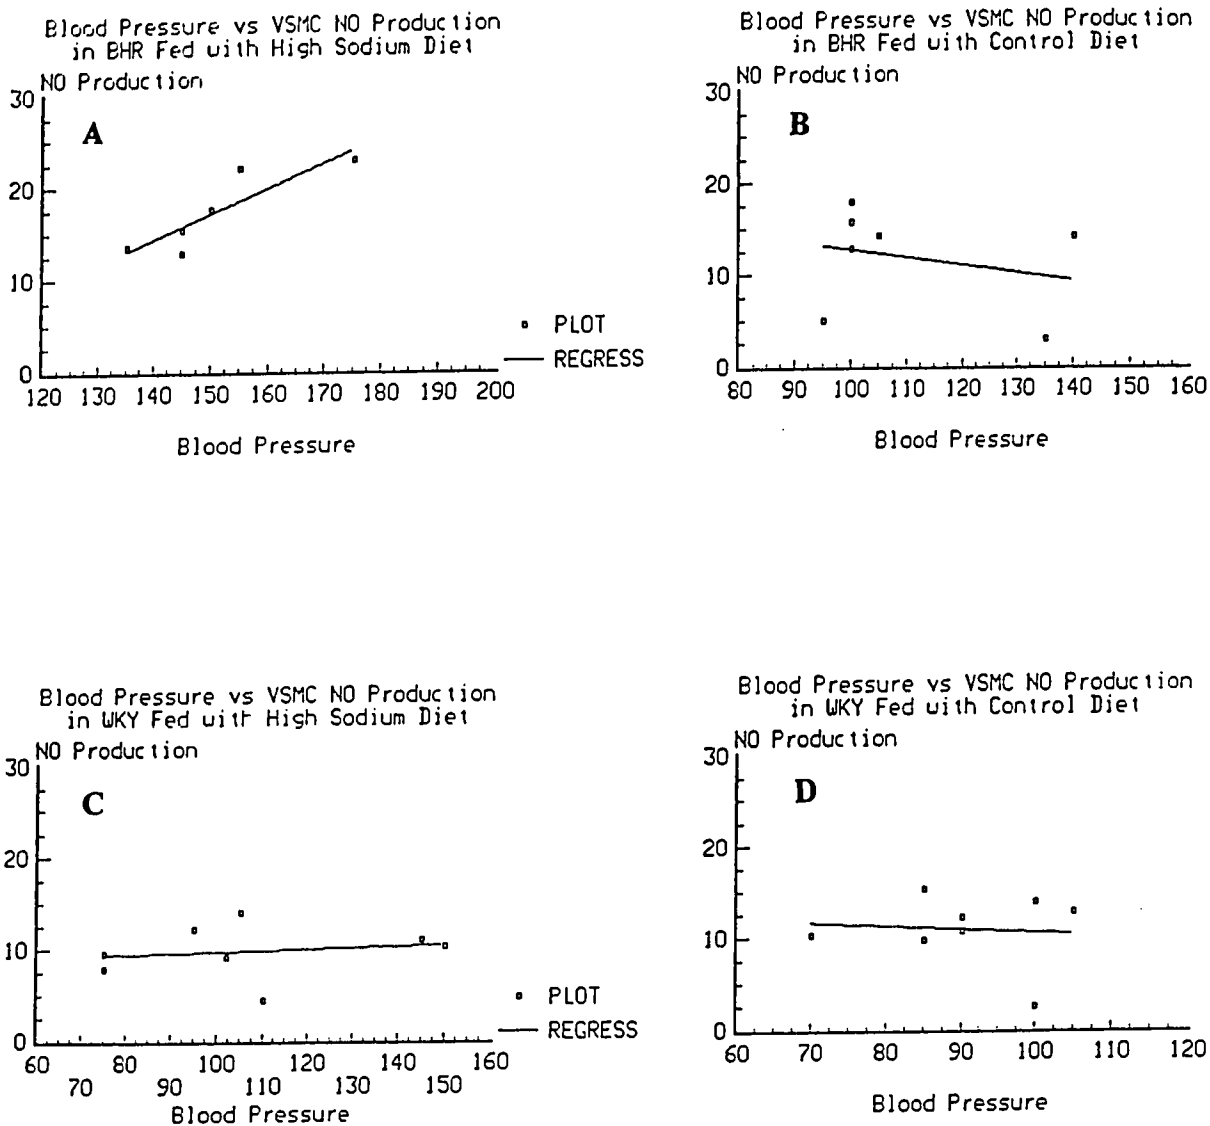 Blood Pressure vs VSMC NO Production
in BHR Fed with High Sodium Diet
NO Production
A
30
20
10
0
120 130 140 150 160 170 180 190 200
Blood Pressure
PLOT
REGRESS
Blood Pressure vs VSMC NO Production
in BHR Fed with Control Diet
NO Production
B
30
20
10
0
80 90 100 110 120 130 140 150 160
Blood Pressure
Blood Pressure vs VSMC NO Production
in WKY Fed with High Sodium Diet
NO Production
C
30
20
10
0
60 80 100 120 140 160
70 90 110 130 150
Blood Pressure
PLOT
REGRESS
Blood Pressure vs VSMC NO Production
in WKY Fed with Control Diet
NO Production
D
30
20
10
0
60 70 80 90 100 110 120
Blood Pressure